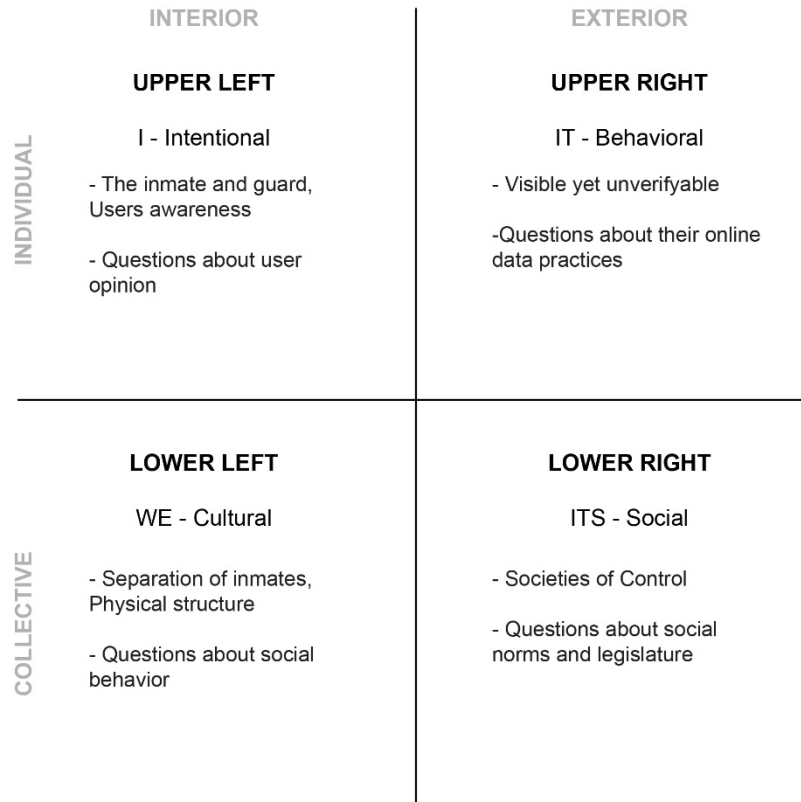 INTERIOR
EXTERIOR
INDIVIDUAL
UPPER LEFT
I - Intentional
- The inmate and guard,
Users awareness
- Questions about user
opinion
UPPER RIGHT
IT - Behavioral
- Visible yet unverifyable
-Questions about their online
data practices
COLLECTIVE
LOWER LEFT
WE - Cultural
- Separation of inmates,
Physical structure
- Questions about social
behavior
LOWER RIGHT
ITS - Social
- Societies of Control
- Questions about social
norms and legislature